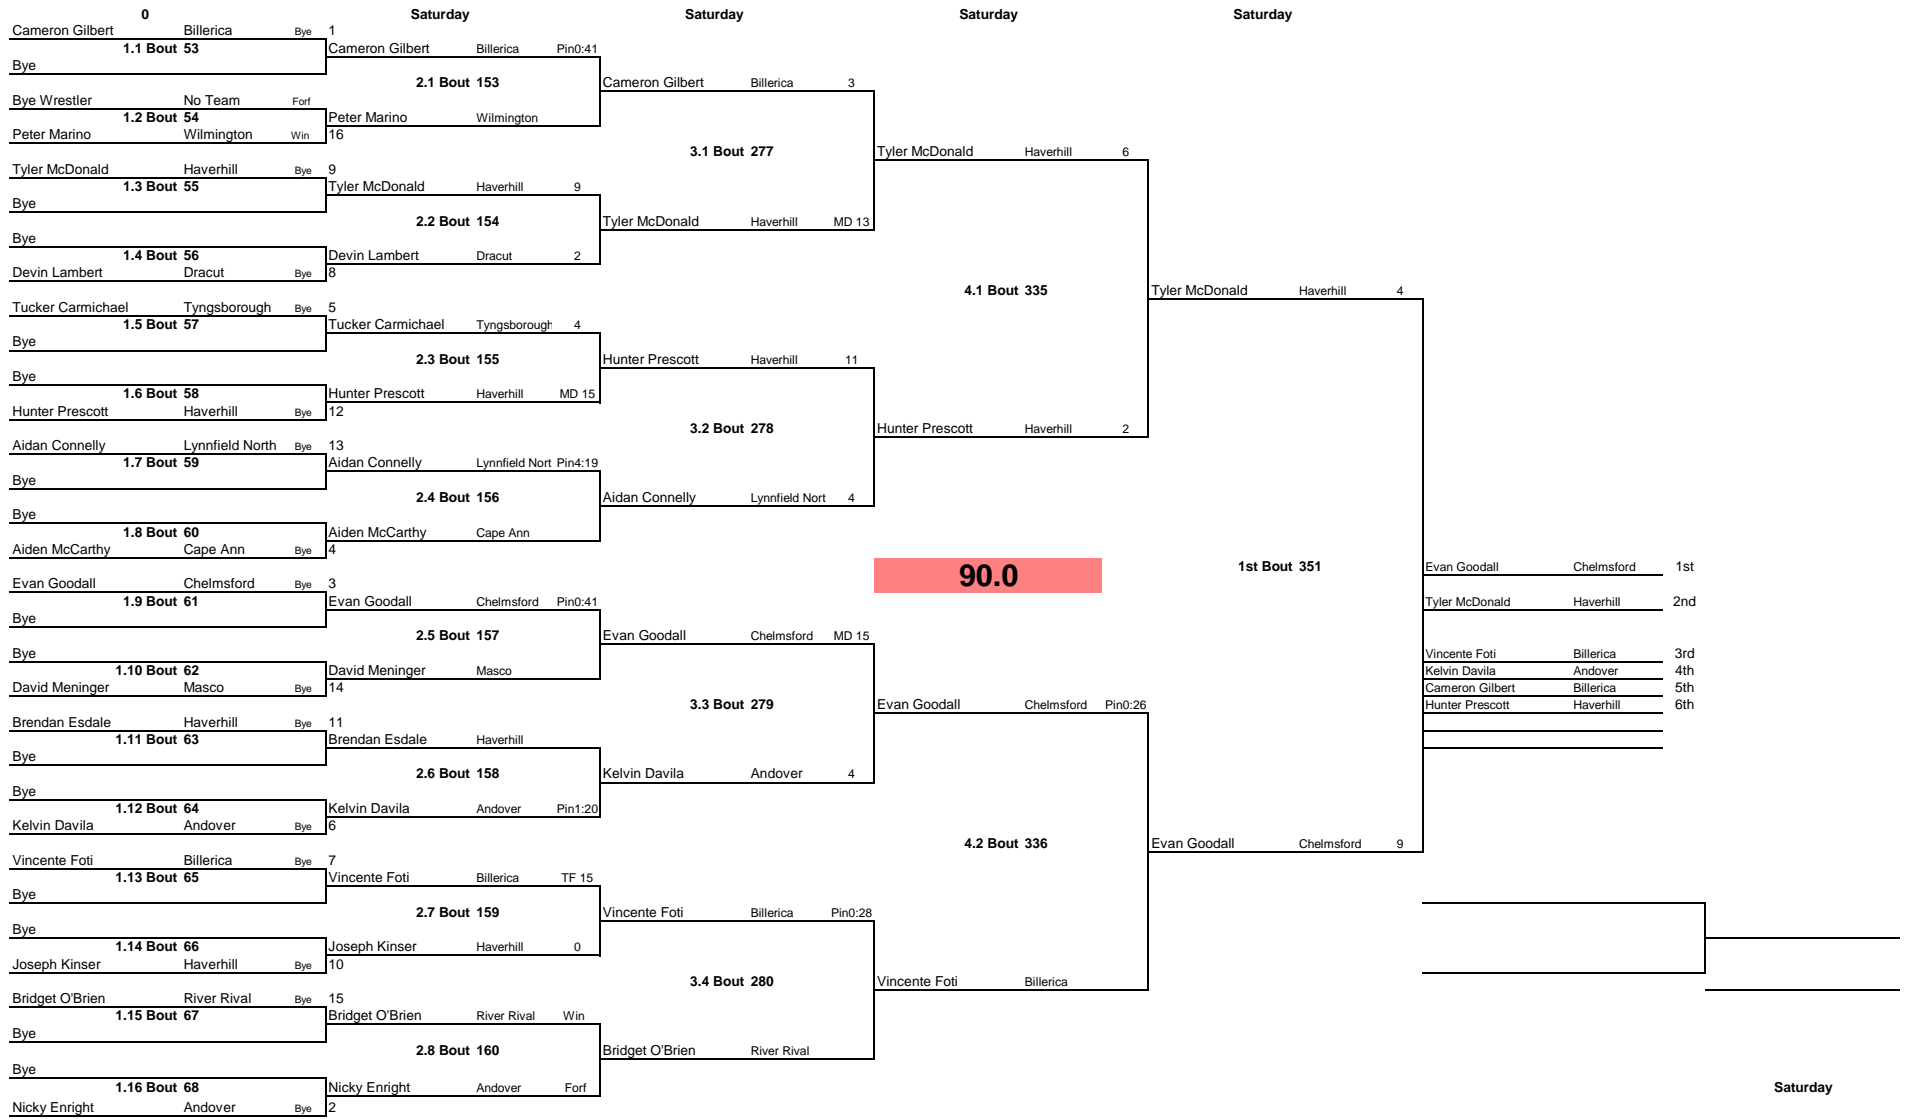 0 Saturday Saturday Saturday Saturday
Cameron Gilbert Billerica Bye 1
1.1 Bout 53 Cameron Gilbert Billerica Pin0:41
Bye
2.1 Bout 153 Cameron Gilbert Billerica 3
Bye Wrestler No Team Forf
1.2 Bout 54 Peter Marino Wilmington
Peter Marino Wilmington Win 16
3.1 Bout 277 Tyler McDonald Haverhill 6
Tyler McDonald Haverhill Bye 9
1.3 Bout 55 Tyler McDonald Haverhill 9
Bye
2.2 Bout 154 Tyler McDonald Haverhill MD 13
Bye
1.4 Bout 56 Devin Lambert Dracut 2
Devin Lambert Dracut Bye 8
4.1 Bout 335 Tyler McDonald Haverhill 4
Tucker Carmichael Tyngsborough Bye 5
1.5 Bout 57 Tucker Carmichael Tyngsborough 4
Bye
2.3 Bout 155 Hunter Prescott Haverhill 11
Bye
1.6 Bout 58 Hunter Prescott Haverhill MD 15
Hunter Prescott Haverhill Bye 12
3.2 Bout 278 Hunter Prescott Haverhill 2
Aidan Connelly Lynnfield North Bye 13
1.7 Bout 59 Aidan Connelly Lynnfield Nort Pin4:19
Bye
2.4 Bout 156 Aidan Connelly Lynnfield Nort 4
Bye
1.8 Bout 60 Aiden McCarthy Cape Ann
Aiden McCarthy Cape Ann Bye 4
90.0 1st Bout 351 Evan Goodall Chelmsford 1st
Evan Goodall Chelmsford Bye 3
1.9 Bout 61 Evan Goodall Chelmsford Pin0:41 Tyler McDonald Haverhill 2nd
Bye
2.5 Bout 157 Evan Goodall Chelmsford MD 15
Bye Vincente Foti Billerica 3rd
1.10 Bout 62 David Meninger Masco Kelvin Davila Andover 4th
David Meninger Masco Bye 14 Cameron Gilbert Billerica 5th
3.3 Bout 279 Evan Goodall Chelmsford Pin0:26 Hunter Prescott Haverhill 6th
Brendan Esdale Haverhill Bye 11
1.11 Bout 63 Brendan Esdale Haverhill
Bye
2.6 Bout 158 Kelvin Davila Andover 4
Bye
1.12 Bout 64 Kelvin Davila Andover Pin1:20
Kelvin Davila Andover Bye 6
4.2 Bout 336 Evan Goodall Chelmsford 9
Vincente Foti Billerica Bye 7
1.13 Bout 65 Vincente Foti Billerica TF 15
Bye
2.7 Bout 159 Vincente Foti Billerica Pin0:28
Bye
1.14 Bout 66 Joseph Kinser Haverhill 0
Joseph Kinser Haverhill Bye 10
3.4 Bout 280 Vincente Foti Billerica
Bridget O'Brien River Rival Bye 15
1.15 Bout 67 Bridget O'Brien River Rival Win
Bye
2.8 Bout 160 Bridget O'Brien River Rival
Bye
1.16 Bout 68 Nicky Enright Andover Forf Saturday
Nicky Enright Andover Bye 2